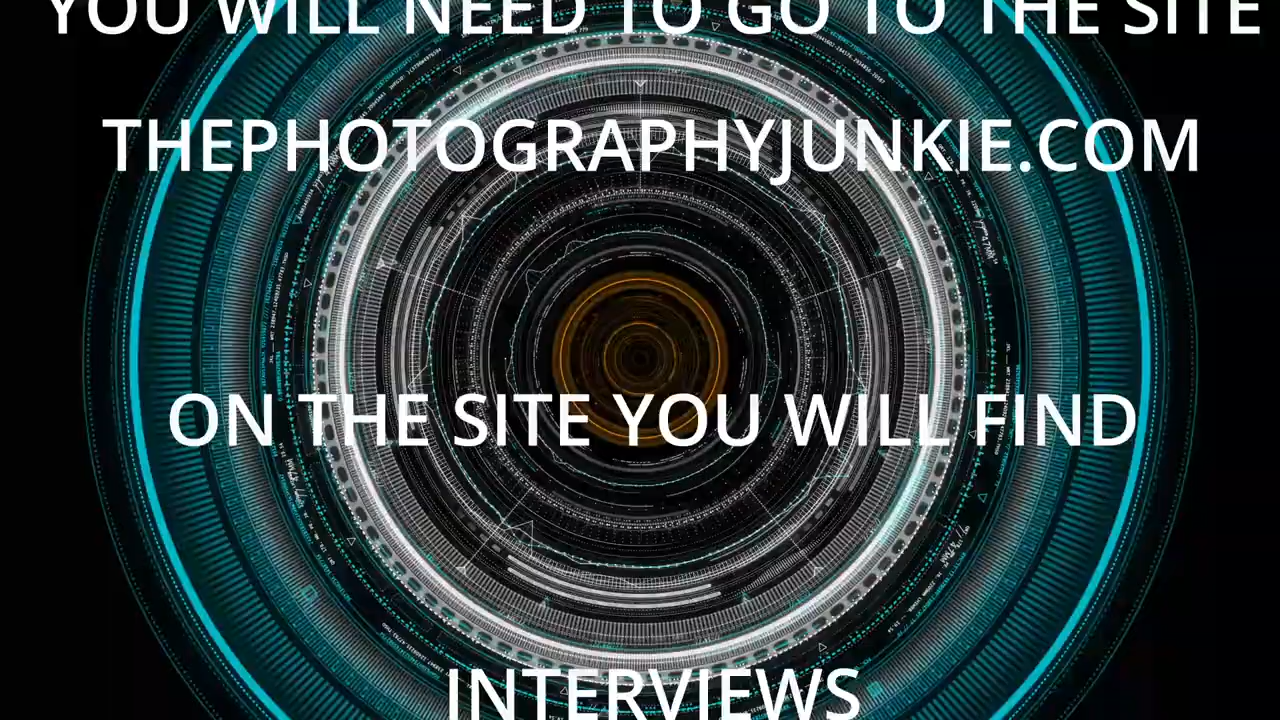 YOU WILL NEED TO GO TO THE SITE
THEPHOTOGRAPHYJUNKIE.COM
ON THE SITE YOU WILL FIND
INTERVIEWS